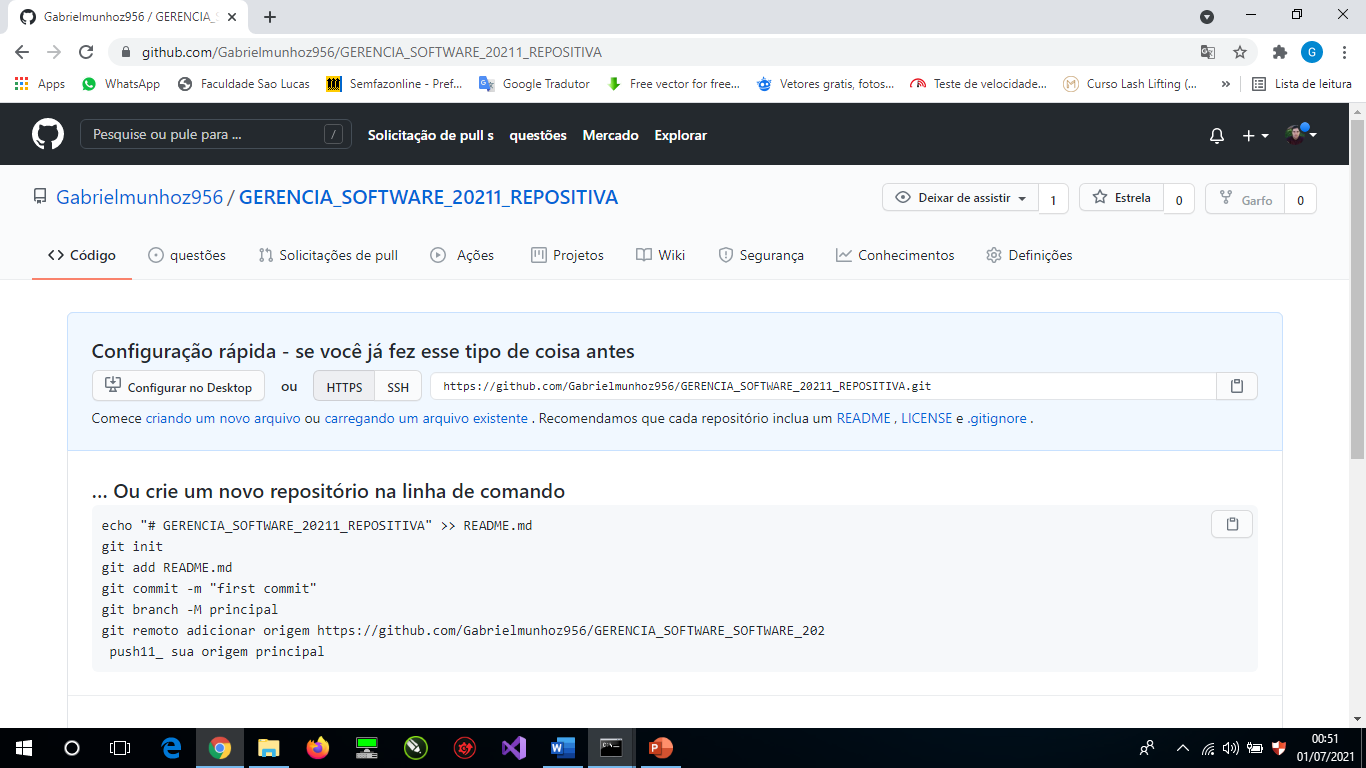 Gabrielmunhoz956 / GERENCIA_S
github.com/Gabrielmunhoz956/GERENCIA_SOFTWARE_20211_REPOSITIVA
G
Apps
WhatsApp
Faculdade Sao Lucas
Semfazonline - Pref...
Google Tradutor
Free vector for free...
Vetores gratis, fotos...
Teste de velocidade...
Curso Lash Lifting (...
»
Lista de leitura
Pesquise ou pule para ...
/
Solicitação de pull s
questões
Mercado
Explorar
Gabrielmunhoz956 / GERENCIA_SOFTWARE_20211_REPOSITIVA
Deixar de assistir
1
Estrela
0
Garfo
0
Código
questões
Solicitações de pull
Ações
Projetos
Wiki
Segurança
Conhecimentos
Definições
Configuração rápida - se você já fez esse tipo de coisa antes
Configurar no Desktop
ou
HTTPS
SSH
https://github.com/Gabrielmunhoz956/GERENCIA_SOFTWARE_20211_REPOSITIVA.git
Comece criando um novo arquivo ou carregando um arquivo existente . Recomendamos que cada repositório inclua um README , LICENSE e .gitignore .
... Ou crie um novo repositório na linha de comando
echo "# GERENCIA_SOFTWARE_20211_REPOSITIVA" >> README.md
git init
git add README.md
git commit -m "first commit"
git branch -M principal
git remoto adicionar origem https://github.com/Gabrielmunhoz956/GERENCIA_SOFTWARE_SOFTWARE_202
push11_ sua origem principal
00:51
01/07/2021